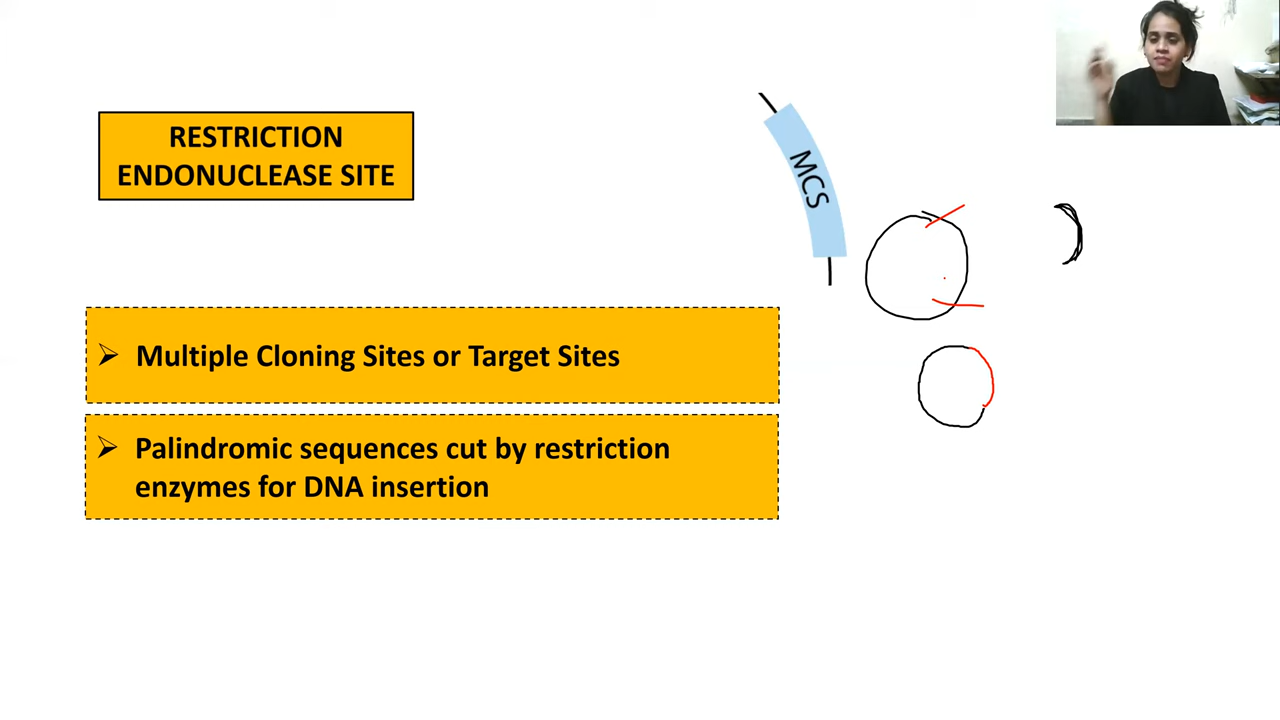 RESTRICTION
ENDONUCLEASE SITE
MCS
➢ Multiple Cloning Sites or Target Sites
➢ Palindromic sequences cut by restriction
enzymes for DNA insertion